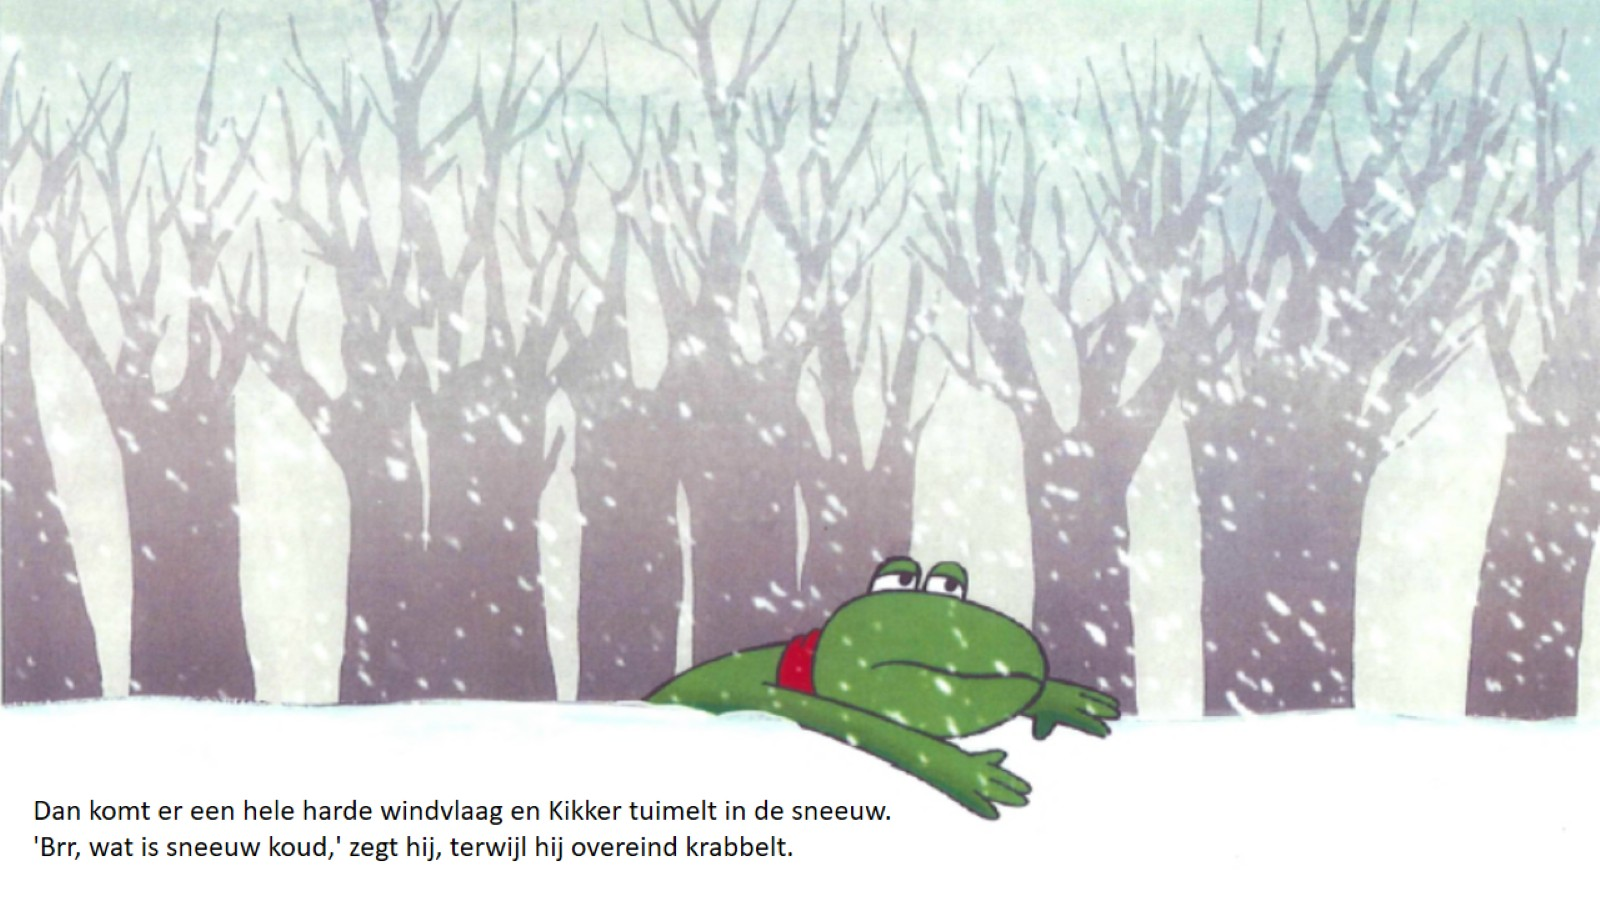 Dan komt er een hele harde windvlaag en Kikker tuimelt in de sneeuw.
'Brr, wat is sneeuw koud,' zegt hij, terwijl hij overeind krabbelt.